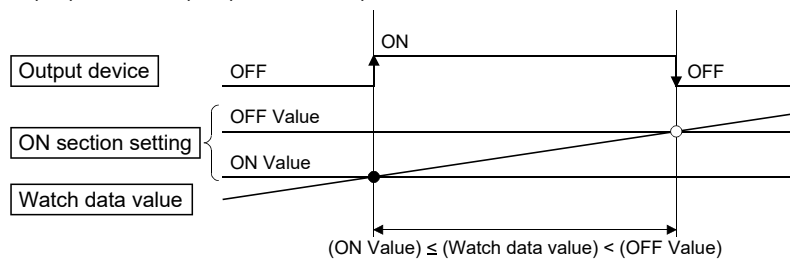 ON
Output device
OFF
OFF
OFF Value
ON section setting
ON Value
Watch data value
(ON Value) ≤ (Watch data value) < (OFF Value)